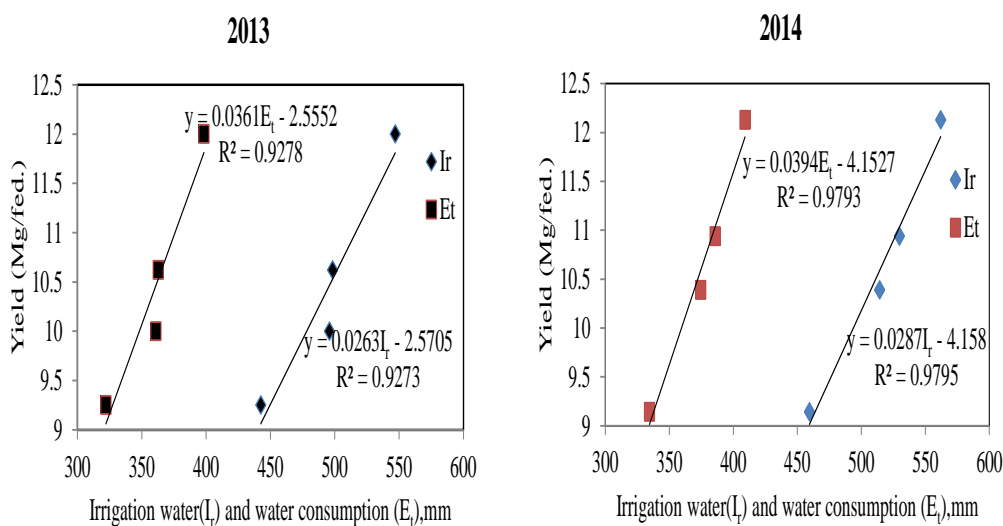 2013
Yield (Mg/fed.)
12.5
12
11.5
11
10.5
10
9.5
9
y = 0.0361Et - 2.5552
R² = 0.9278
Ir
Et
y = 0.0263Ir - 2.5705
R² = 0.9273
300 350 400 450 500 550 600
Irrigation water(Ir) and water consumption (Et),mm
2014
Yield (Mg/fed.)
12.5
12
11.5
11
10.5
10
9.5
9
y = 0.0394Et - 4.1527
R² = 0.9793
Ir
Et
y = 0.0287Ir - 4.158
R² = 0.9795
300 350 400 450 500 550 600
Irrigation water(Ir) and water consumption (Et),mm